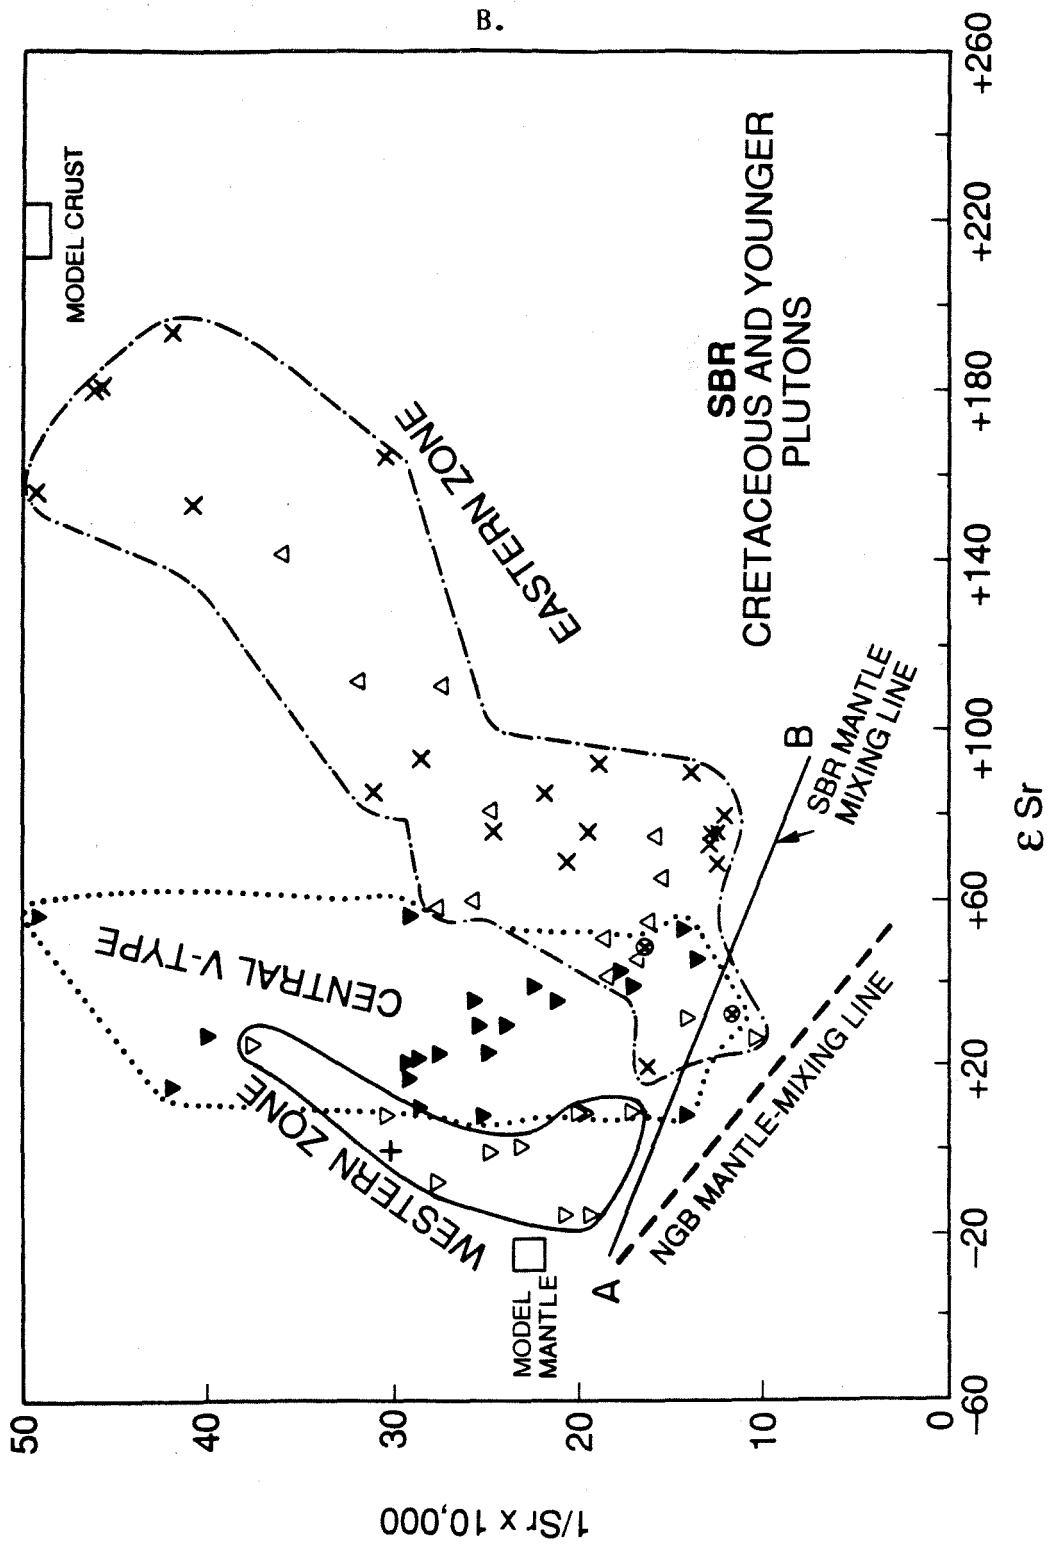 B.
50
40
30
20
10
0
1/Sr x 10,000
−60
−20
+20
+60
+100
+140
+180
+220
+260
ε Sr
MODEL CRUST
EASTERN ZONE
CENTRAL V-TYPE
WESTERN ZONE
MODEL
MANTLE
SBR
CRETACEOUS AND YOUNGER
PLUTONS
A
B
SBR MANTLE
MIXING LINE
NGB MANTLE-MIXING LINE